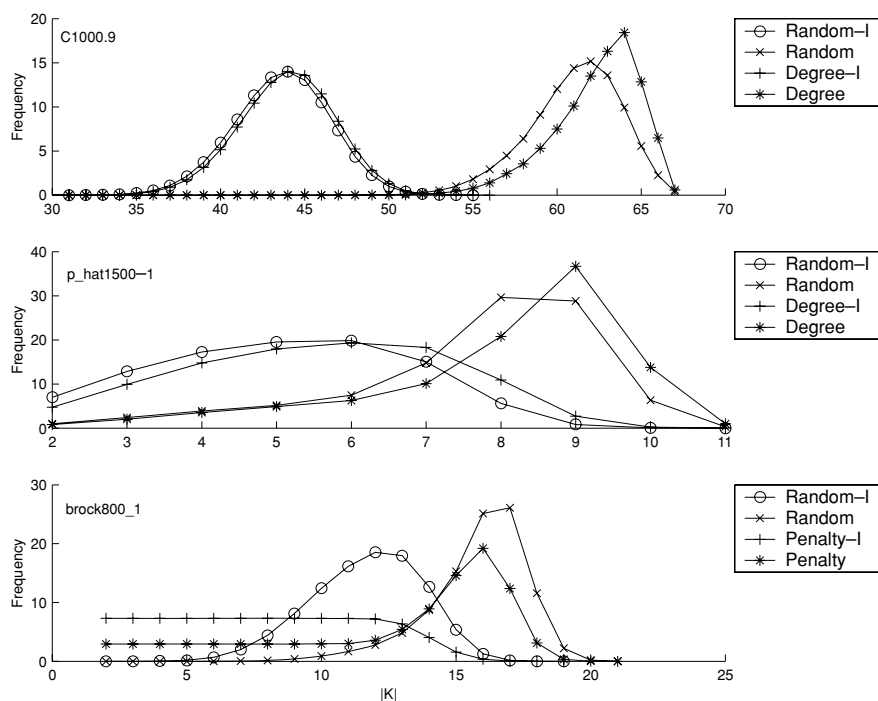 C1000.9
Frequency
20
15
10
5
0
30 35 40 45 50 55 60 65 70
Random–I
Random
Degree–I
Degree
p_hat1500–1
Frequency
40
30
20
10
0
2 3 4 5 6 7 8 9 10 11
Random–I
Random
Degree–I
Degree
brock800_1
Frequency
30
20
10
0
0 5 10 15 20 25
|K|
Random–I
Random
Penalty–I
Penalty